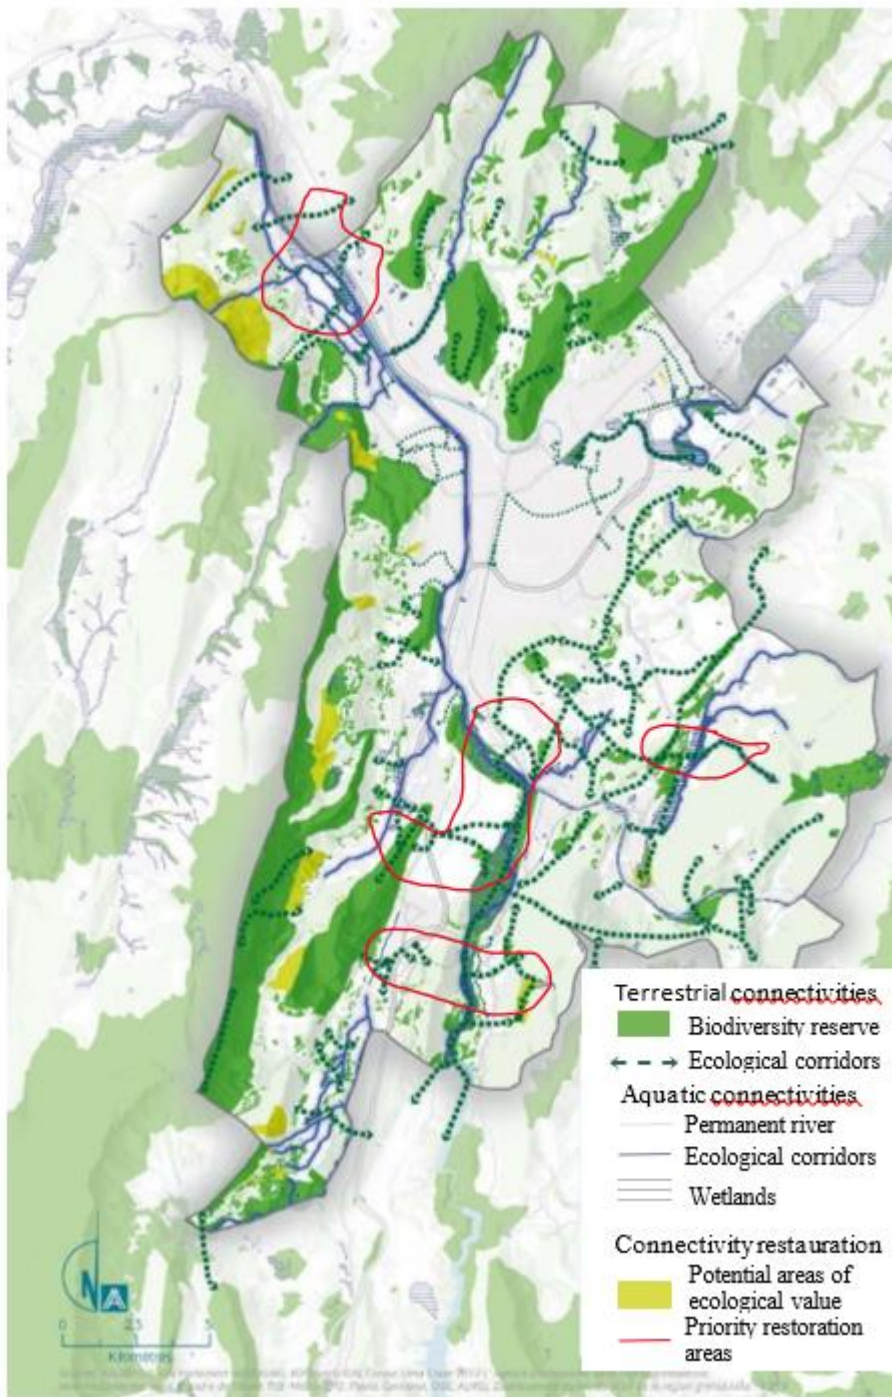 Terrestrial connectivities
Biodiversity reserve
Ecological corridors
Aquatic connectivities
Permanent river
Ecological corridors
Wetlands
Connectivity restauration
Potential areas of
ecological value
Priority restoration
areas
N
0 2,5 5
Kilomètres